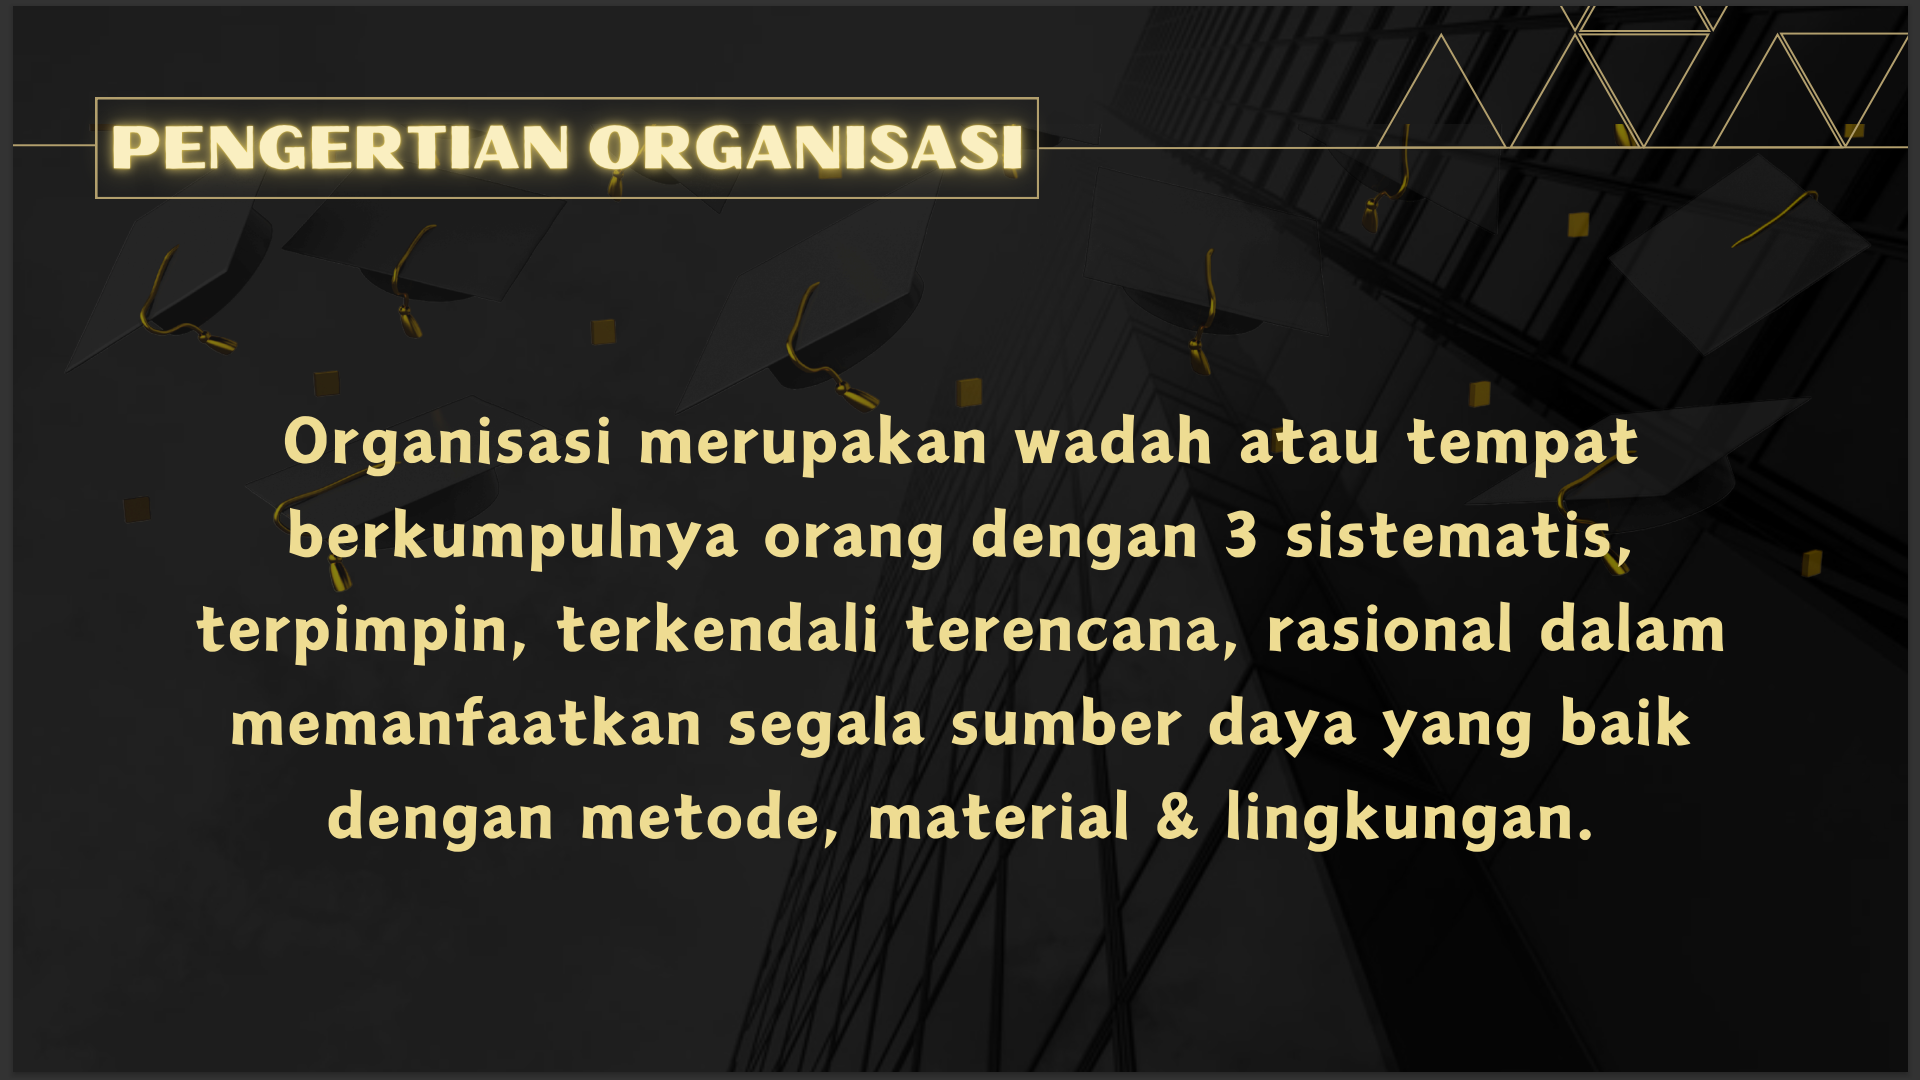 PENGERTIAN ORGANISASI
Organisasi merupakan wadah atau tempat
berkumpulnya orang dengan 3 sistematis,
terpimpin, terkendali terencana, rasional dalam
memanfaatkan segala sumber daya yang baik
dengan metode, material & lingkungan.